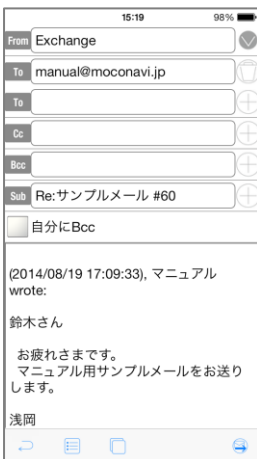 15:19 98%
From Exchange
To manual@moconavi.jp
To
Cc
Bcc
Sub Re:サンプルメール #60
自分にBcc
(2014/08/19 17:09:33), マニュアル
wrote:
鈴木さん
お疲れさまです。
マニュアル用サンプルメールをお送り
します。
浅岡